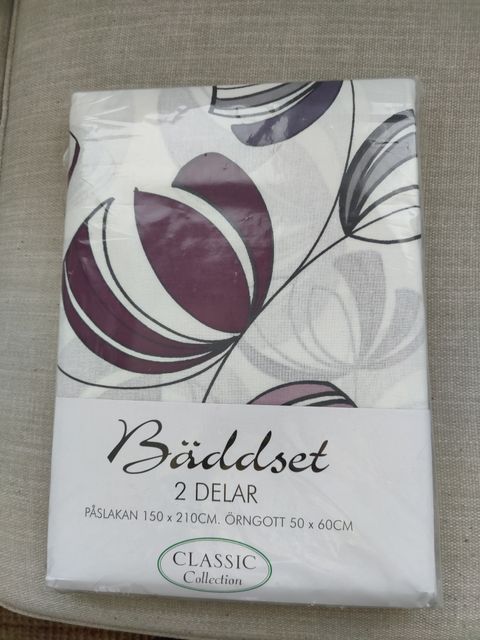 Bäddset
2 DELAR
PÅSLAKAN 150 x 210CM. ÖRNGOTT 50 x 60CM
CLASSIC
Collection